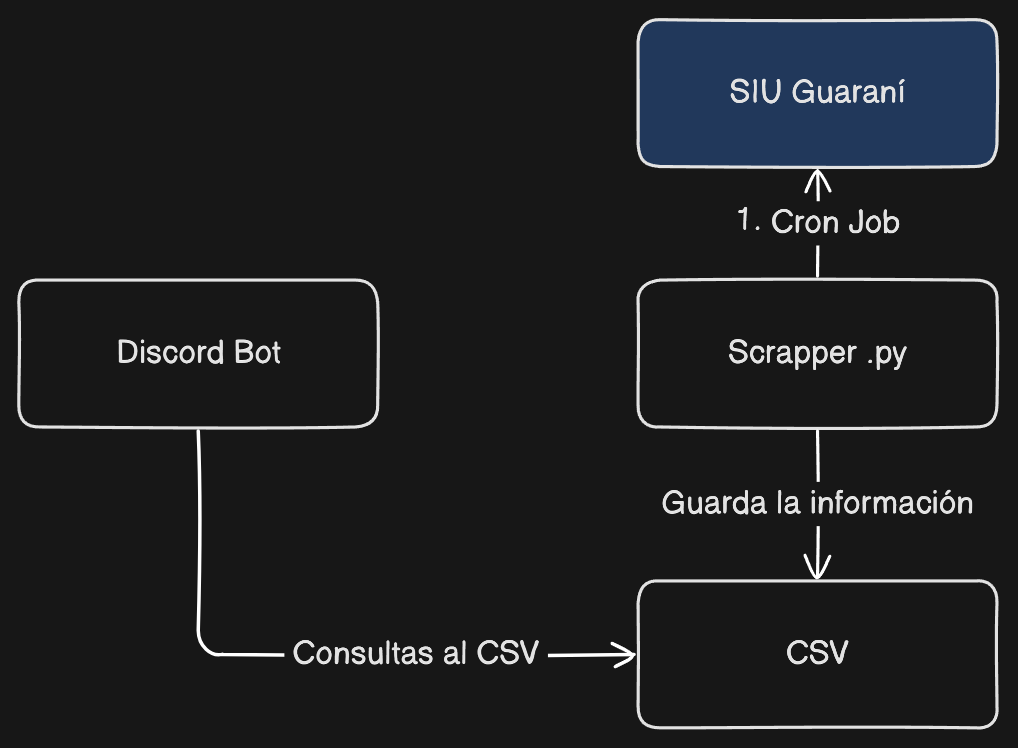 SIU Guaraní
1. Cron Job
Discord Bot
Scrapper .py
Guarda la información
Consultas al CSV
CSV